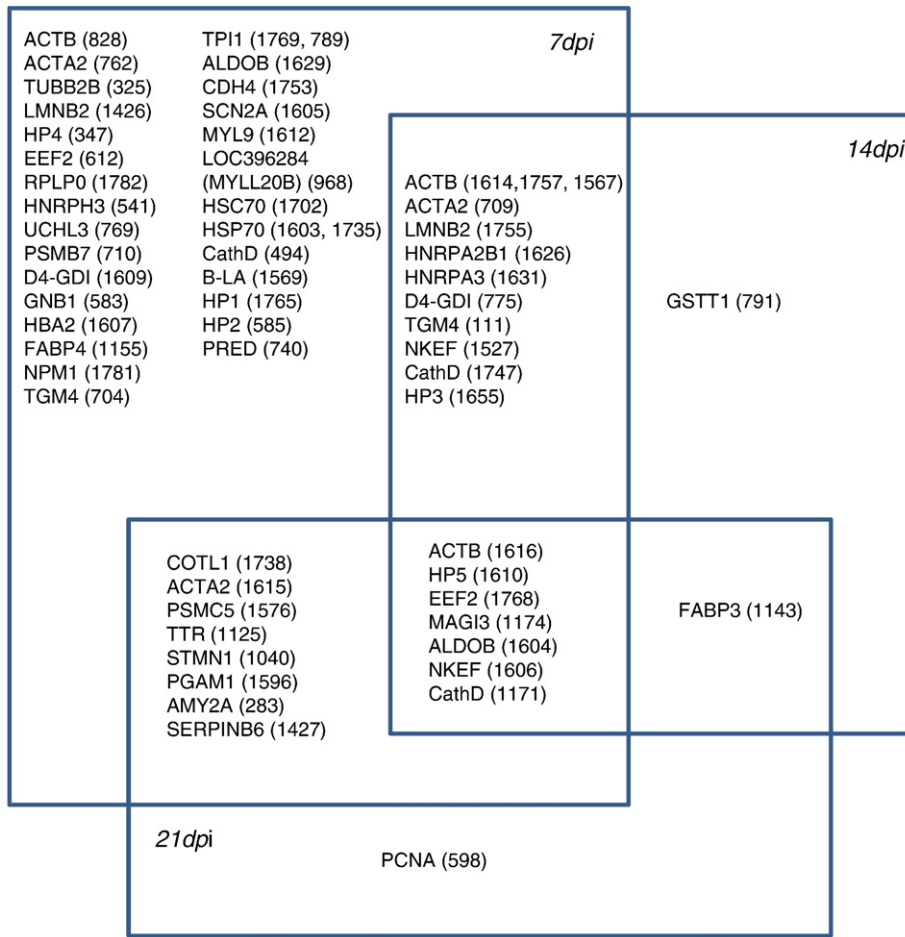 7dpi
ACTB (828)
ACTA2 (762)
TUBB2B (325)
LMNB2 (1426)
HP4 (347)
EEF2 (612)
RPLP0 (1782)
HNRPH3 (541)
UCHL3 (769)
PSMB7 (710)
D4-GDI (1609)
GNB1 (583)
HBA2 (1607)
FABP4 (1155)
NPM1 (1781)
TGM4 (704)
TPI1 (1769, 789)
ALDOB (1629)
CDH4 (1753)
SCN2A (1605)
MYL9 (1612)
LOC396284
(MYLL20B) (968)
HSC70 (1702)
HSP70 (1603, 1735)
CathD (494)
B-LA (1569)
HP1 (1765)
HP2 (585)
PRED (740)
14dpi
ACTB (1614,1757, 1567)
ACTA2 (709)
LMNB2 (1755)
HNRPA2B1 (1626)
HNRPA3 (1631)
D4-GDI (775)
TGM4 (111)
NKEF (1527)
CathD (1747)
HP3 (1655)
GSTT1 (791)
COTL1 (1738)
ACTA2 (1615)
PSMC5 (1576)
TTR (1125)
STMN1 (1040)
PGAM1 (1596)
AMY2A (283)
SERPINB6 (1427)
ACTB (1616)
HP5 (1610)
EEF2 (1768)
MAGI3 (1174)
ALDOB (1604)
NKEF (1606)
CathD (1171)
FABP3 (1143)
21dpi
PCNA (598)